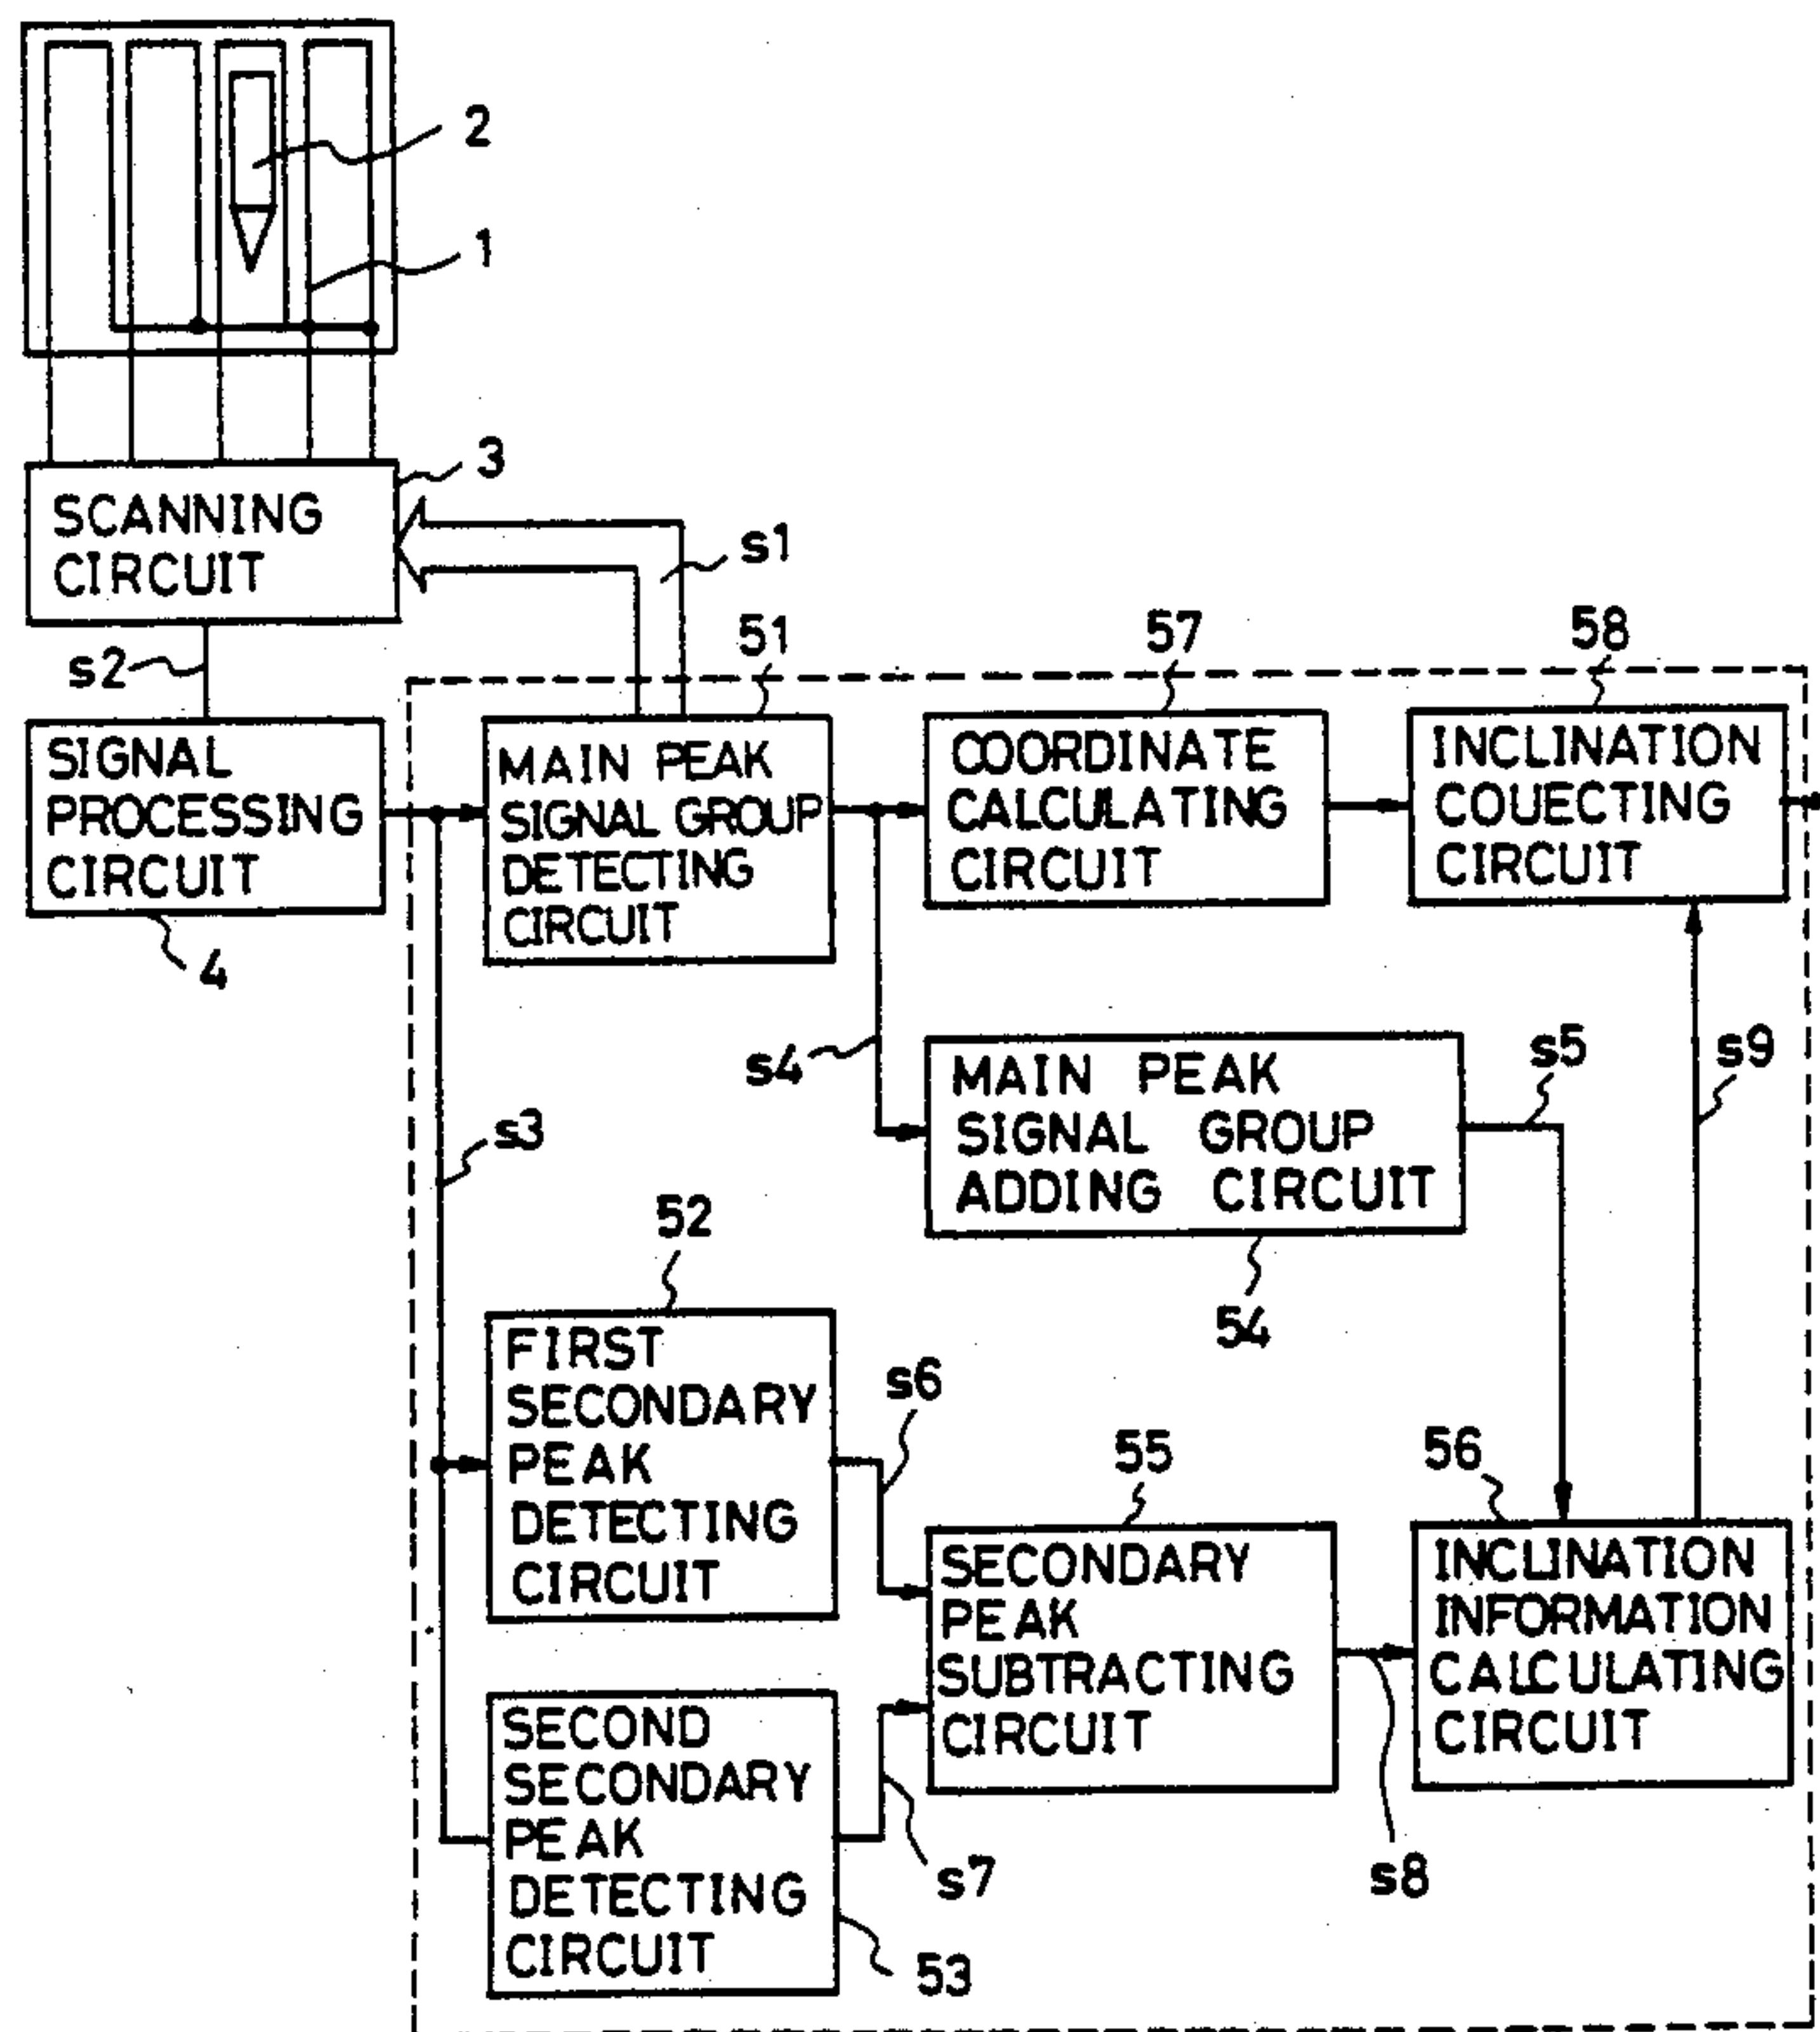 2
1
3
SCANNING
CIRCUIT
s1
s2
51
57
58
SIGNAL
PROCESSING
CIRCUIT
4
MAIN PEAK
SIGNAL GROUP
DETECTING
CIRCUIT
COORDINATE
CALCULATING
CIRCUIT
INCLINATION
COUECTING
CIRCUIT
s4
MAIN PEAK
SIGNAL GROUP
ADDING CIRCUIT
s5
s9
54
s3
52
FIRST
SECONDARY
PEAK
DETECTING
CIRCUIT
s6
55
56
SECONDARY
PEAK
SUBTRACTING
CIRCUIT
INCLINATION
INFORMATION
CALCULATING
CIRCUIT
SECOND
SECONDARY
PEAK
DETECTING
CIRCUIT
s7
s8
53